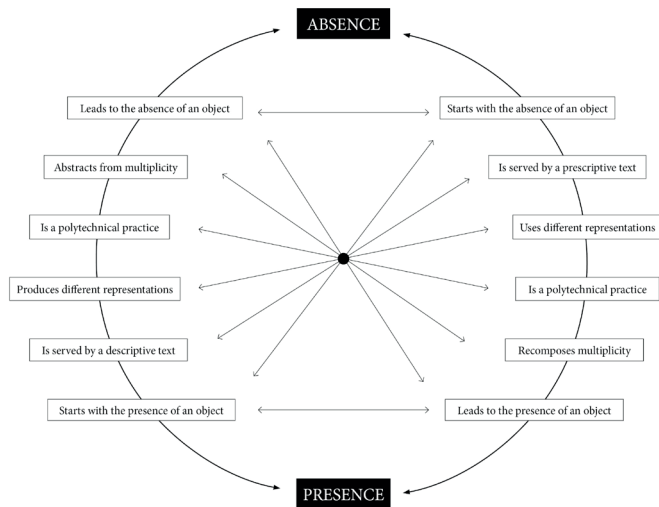 ABSENCE
Leads to the absence of an object
Starts with the absence of an object
Abstracts from multiplicity
Is served by a prescriptive text
Is a polytechnical practice
Uses different representations
Produces different representations
Is a polytechnical practice
Is served by a descriptive text
Recomposes multiplicity
Starts with the presence of an object
Leads to the presence of an object
PRESENCE